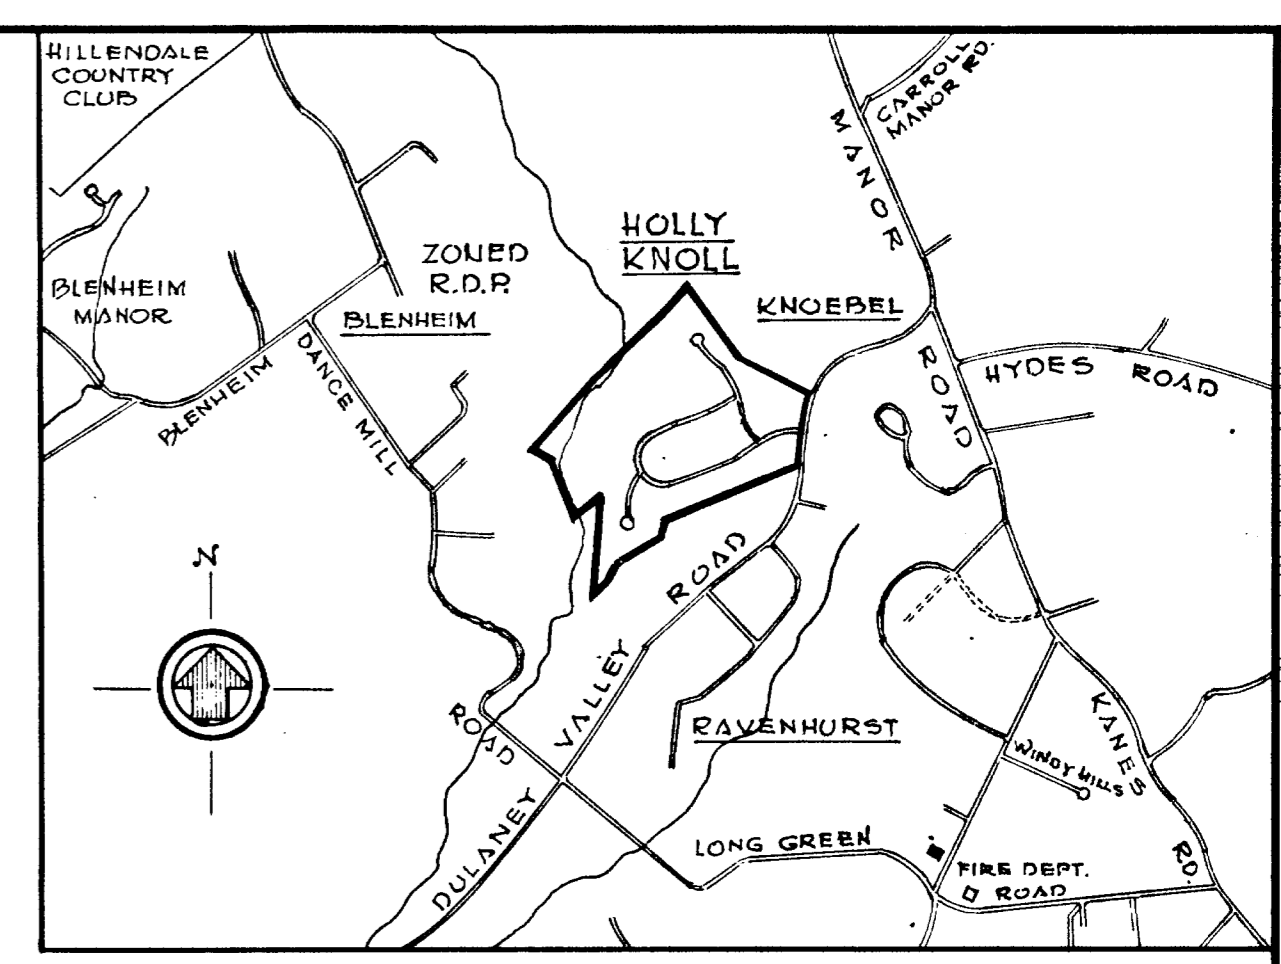 HILLENDALE
COUNTRY
CLUB
CARROLL
MANOR RD.
MANOR
ROAD
HOLLY
KNOLL
ZONED
R.D.P.
BLENHEIM
MANOR
BLENHEIM
KNOEBEL
HYDES ROAD
BLENHEIM
DANCE MILL
ROAD
N
DULANEY
VALLEY
ROAD
RAVENHURST
KANES
RD.
WINDY HILLS
LONG GREEN
ROAD
FIRE DEPT.